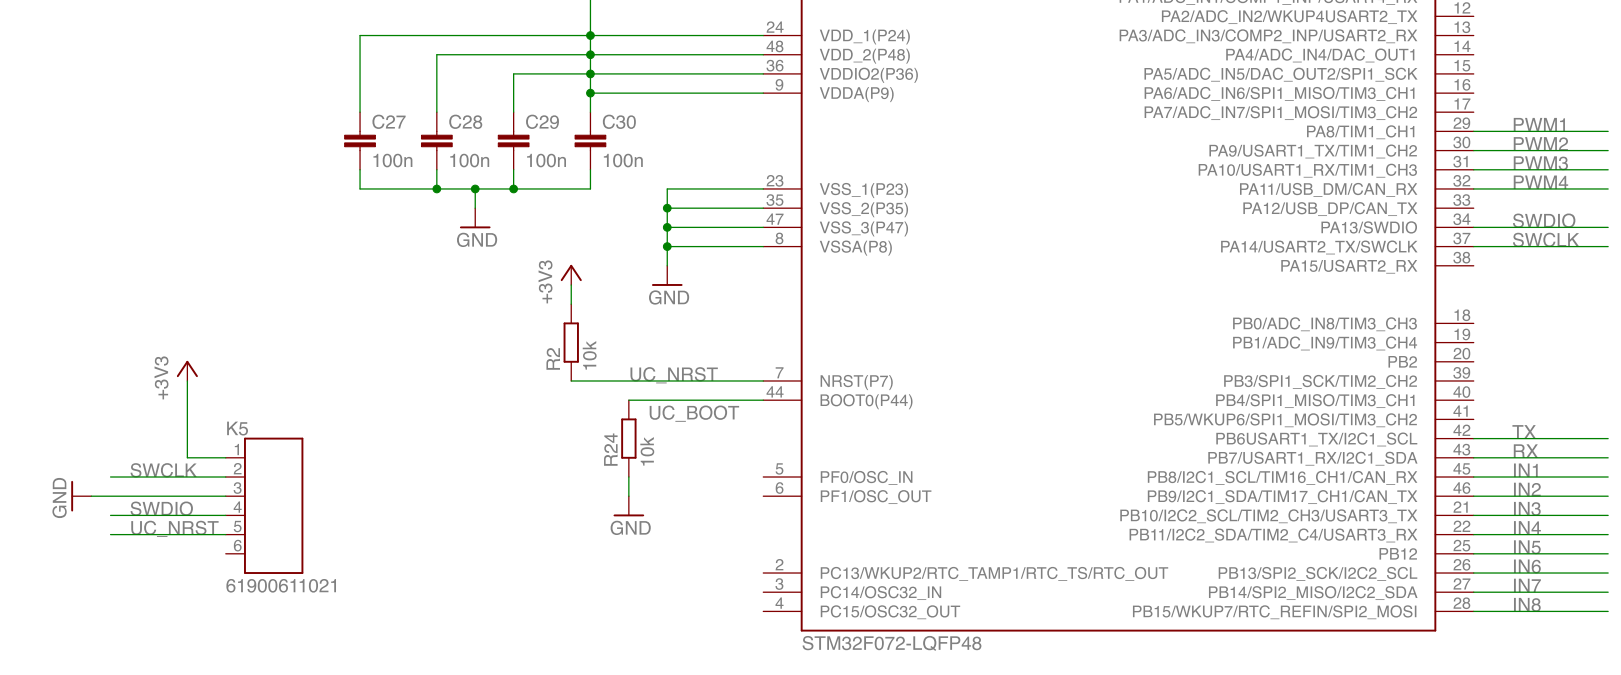 PA2/ADC_IN2/WKUP4USART2_TX 12
24 VDD_1(P24) PA3/ADC_IN3/COMP2_INP/USART2_RX 13
48 VDD_2(P48) PA4/ADC_IN4/DAC_OUT1 14
36 VDDIO2(P36) PA5/ADC_IN5/DAC_OUT2/SPI1_SCK 15
9 VDDA(P9) PA6/ADC_IN6/SPI1_MISO/TIM3_CH1 16
PA7/ADC_IN7/SPI1_MOSI/TIM3_CH2 17
C27 C28 C29 C30
PA8/TIM1_CH1 29 PWM1
PA9/USART1_TX/TIM1_CH2 30 PWM2
100n 100n 100n 100n
PA10/USART1_RX/TIM1_CH3 31 PWM3
23 VSS_1(P23) PA11/USB_DM/CAN_RX 32 PWM4
35 VSS_2(P35) PA12/USB_DP/CAN_TX 33
47 VSS_3(P47) PA13/SWDIO 34 SWDIO
GND
8 VSSA(P8) PA14/USART2_TX/SWCLK 37 SWCLK
PA15/USART2_RX 38
+3V3
GND
PB0/ADC_IN8/TIM3_CH3 18
PB1/ADC_IN9/TIM3_CH4 19
R2 10k
PB2 20
+3V3
UC_NRST 7 NRST(P7) PB3/SPI1_SCK/TIM2_CH2 39
44 BOOT0(P44) PB4/SPI1_MISO/TIM3_CH1 40
UC_BOOT
PB5/WKUP6/SPI1_MOSI/TIM3_CH2 41
K5
R24 10k
PB6USART1_TX/I2C1_SCL 42 TX
1
PB7/USART1_RX/I2C1_SDA 43 RX
SWCLK 2
5 PF0/OSC_IN PB8/I2C1_SCL/TIM16_CH1/CAN_RX 45 IN1
GND 3
6 PF1/OSC_OUT PB9/I2C1_SDA/TIM17_CH1/CAN_TX 46 IN2
SWDIO 4
PB10/I2C2_SCL/TIM2_CH3/USART3_TX 21 IN3
UC_NRST 5
GND
PB11/I2C2_SDA/TIM2_C4/USART3_RX 22 IN4
6
PB12 25 IN5
2 PC13/WKUP2/RTC_TAMP1/RTC_TS/RTC_OUT PB13/SPI2_SCK/I2C2_SCL 26 IN6
61900611021
3 PC14/OSC32_IN PB14/SPI2_MISO/I2C2_SDA 27 IN7
4 PC15/OSC32_OUT PB15/WKUP7/RTC_REFIN/SPI2_MOSI 28 IN8
STM32F072-LQFP48